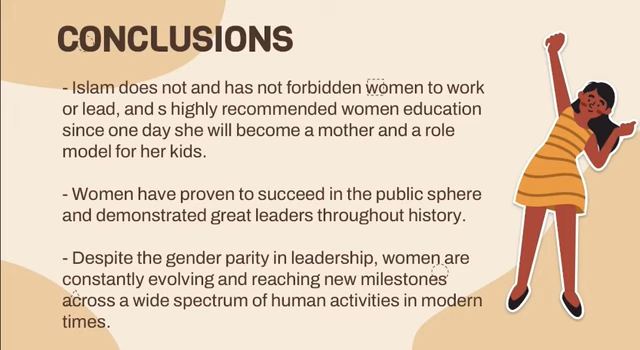 CONCLUSIONS
- Islam does not and has not forbidden women to work
or lead, and s highly recommended women education
since one day she will become a mother and a role
model for her kids.
- Women have proven to succeed in the public sphere
and demonstrated great leaders throughout history.
- Despite the gender parity in leadership, women are
constantly evolving and reaching new milestones
across a wide spectrum of human activities in modern
times.